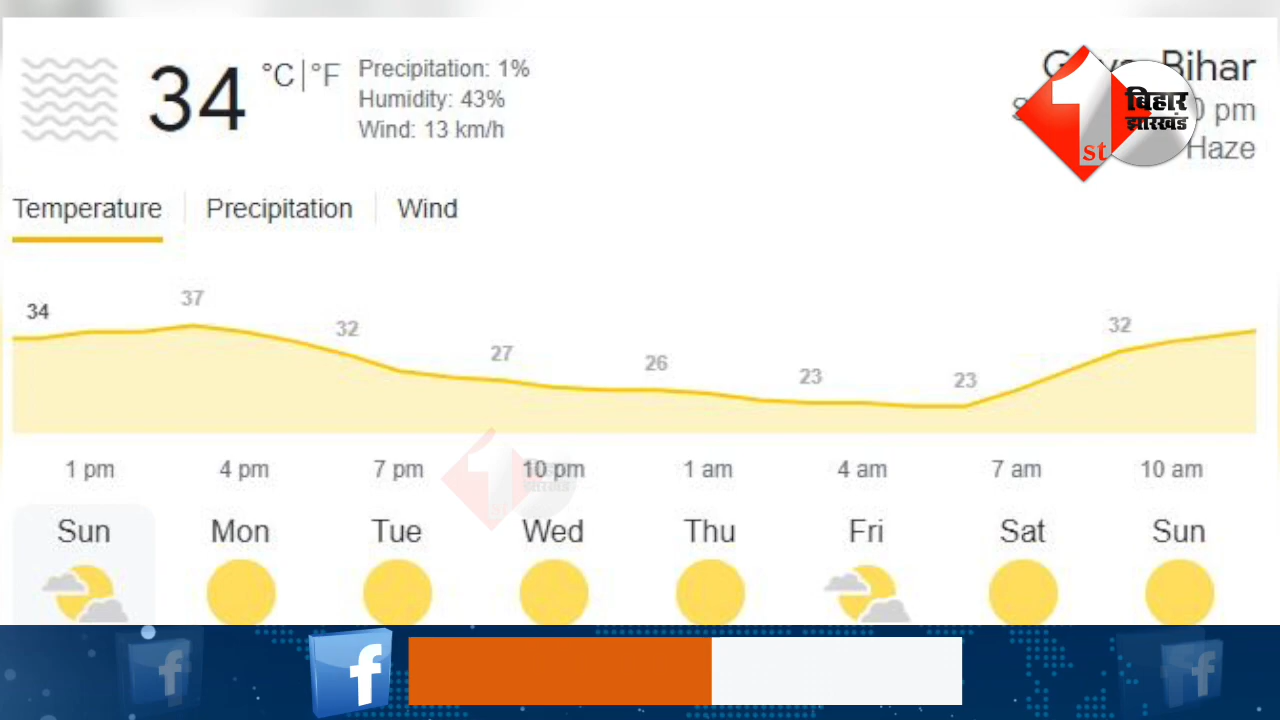 34 °C|°F
Precipitation: 1%
Humidity: 43%
Wind: 13 km/h
Bihar
pm
Haze
1st
बिहार
झारखंड
Temperature Precipitation Wind
34 37 32 27 26 23 23 32
1 pm 4 pm 7 pm 10 pm 1 am 4 am 7 am 10 am
Sun Mon Tue Wed Thu Fri Sat Sun